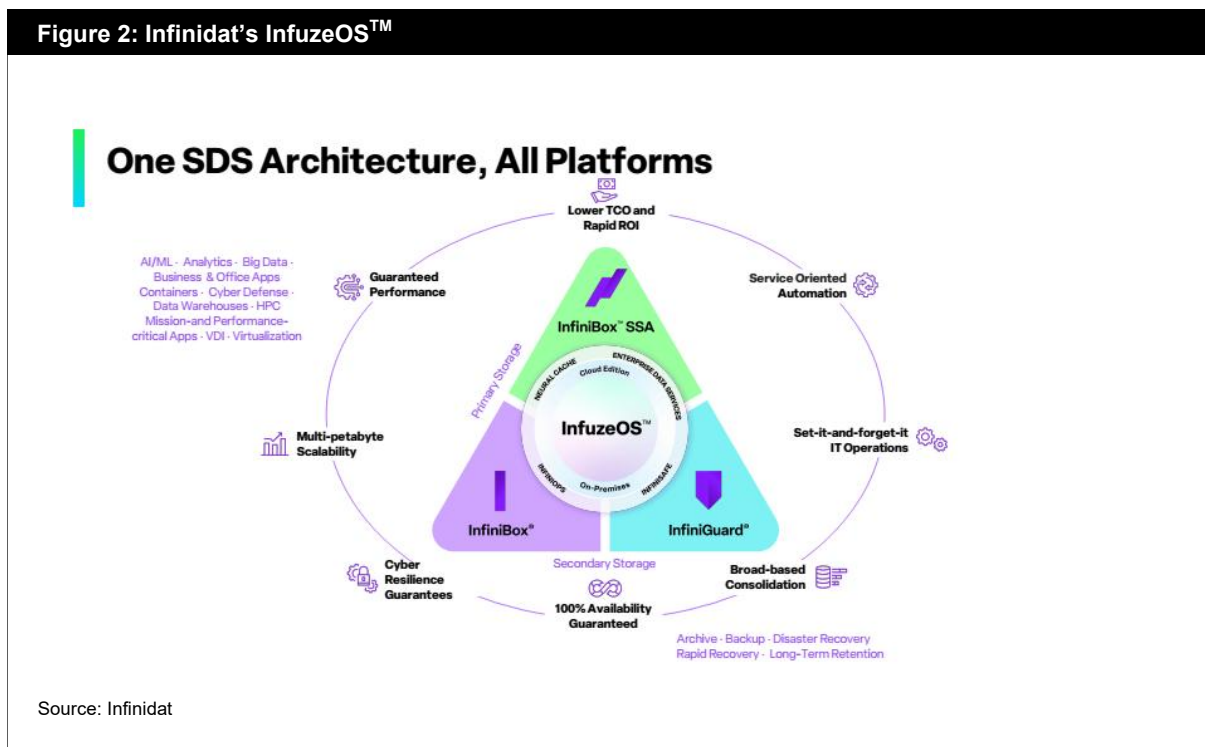 Figure 2: Infinidat's InfuzeOS™
One SDS Architecture, All Platforms
Lower TCO and
Rapid ROI
AI/ML · Analytics · Big Data ·
Business & Office Apps
Containers · Cyber Defense ·
Data Warehouses · HPC
Mission-and Performance-
critical Apps · VDI · Virtualization
Guaranteed
Performance
Service Oriented
Automation
InfiniBox™ SSA
Primary Storage
NEURAL CACHE
ENTERPRISE DATA SERVICES
Cloud Edition
InfuzeOS™
Multi-petabyte
Scalability
Set-it-and-forget-it
IT Operations
INFINIOPS
On-Premises
INFINISAFE
InfiniBox®
InfiniGuard®
Secondary Storage
Cyber
Resilience
Guarantees
100% Availability
Guaranteed
Broad-based
Consolidation
Archive · Backup · Disaster Recovery
Rapid Recovery · Long-Term Retention
Source: Infinidat